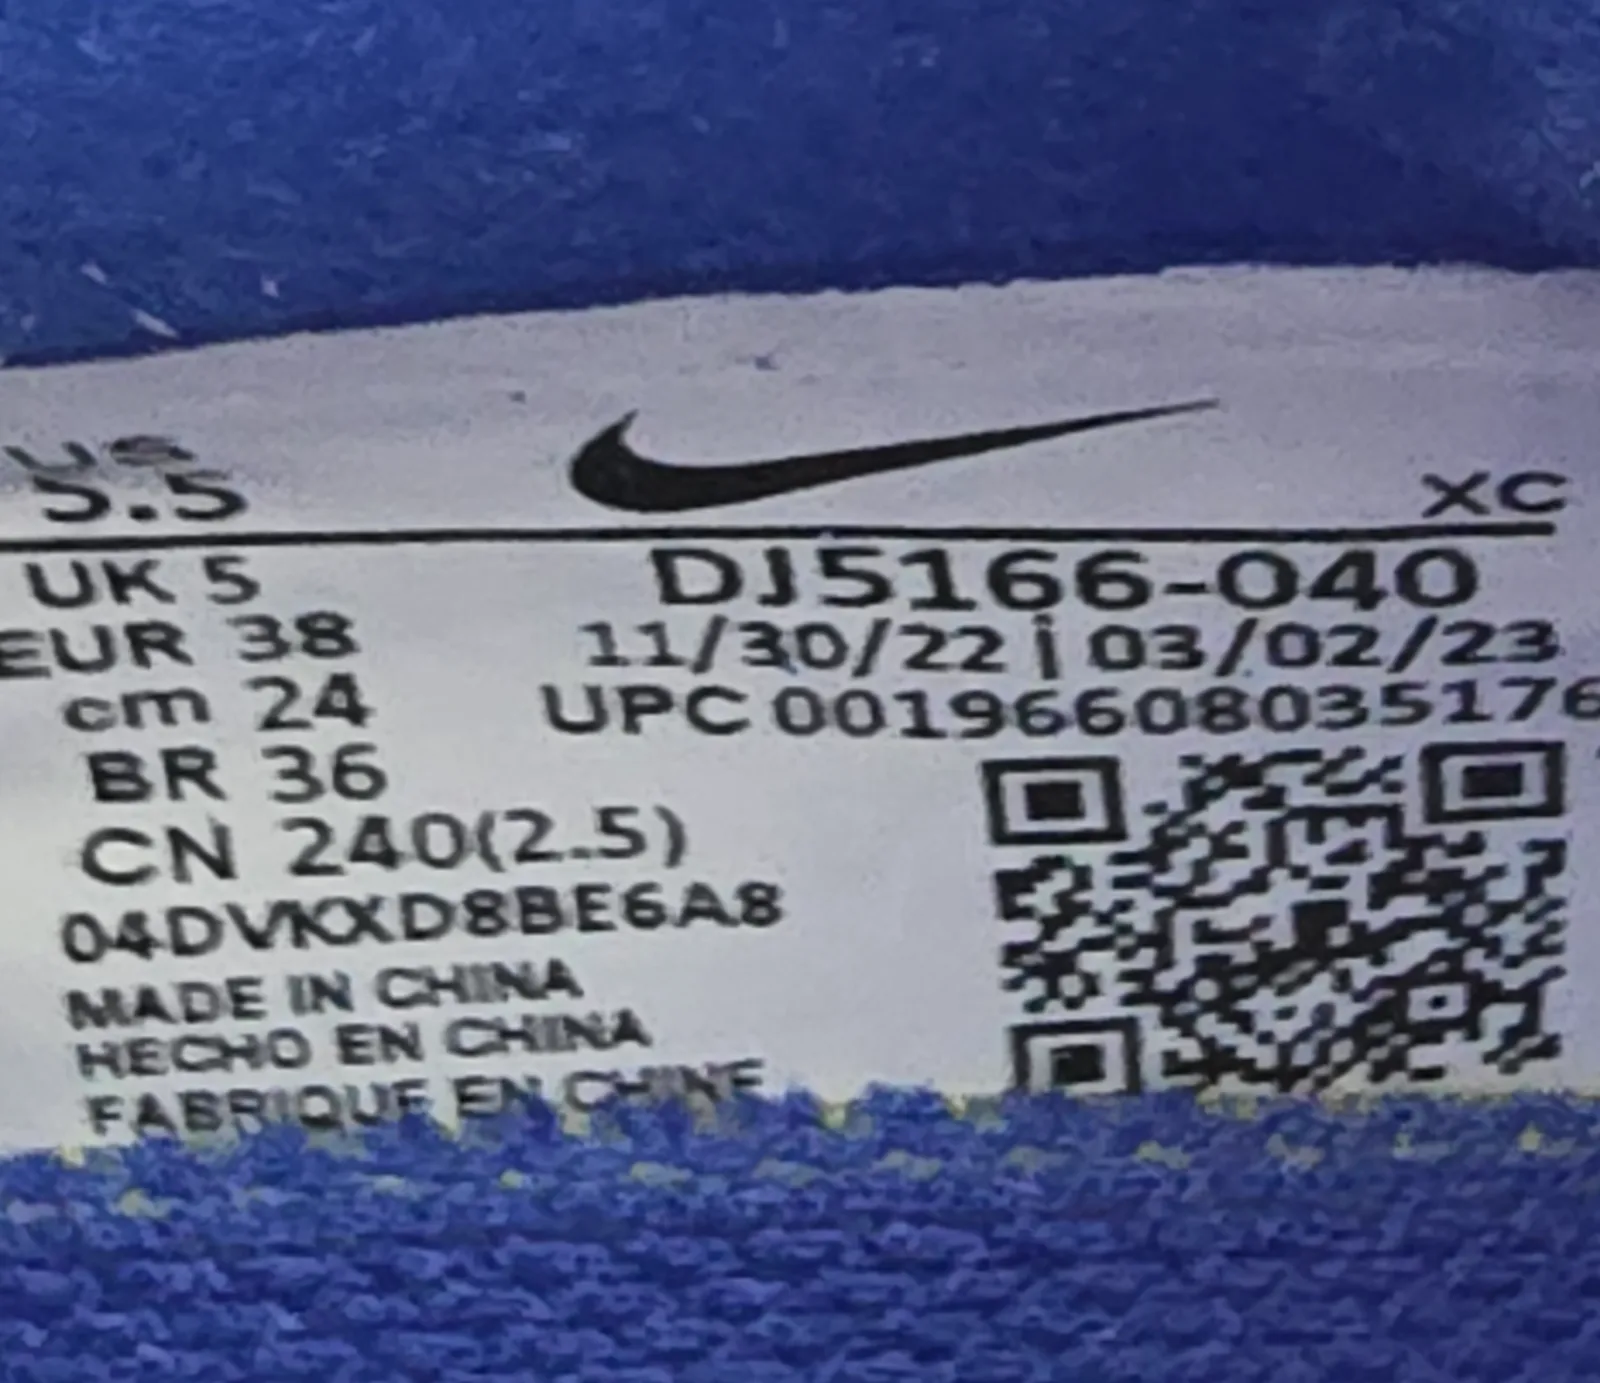 US
5.5
XC
UK 5
DJ5166-040
EUR 38
11/30/22 | 03/02/23
cm 24
UPC 00196608035176
BR 36
CN 240(2.5)
04DVKXD8BE6A8
MADE IN CHINA
HECHO EN CHINA
FABRIQUE EN CHINE